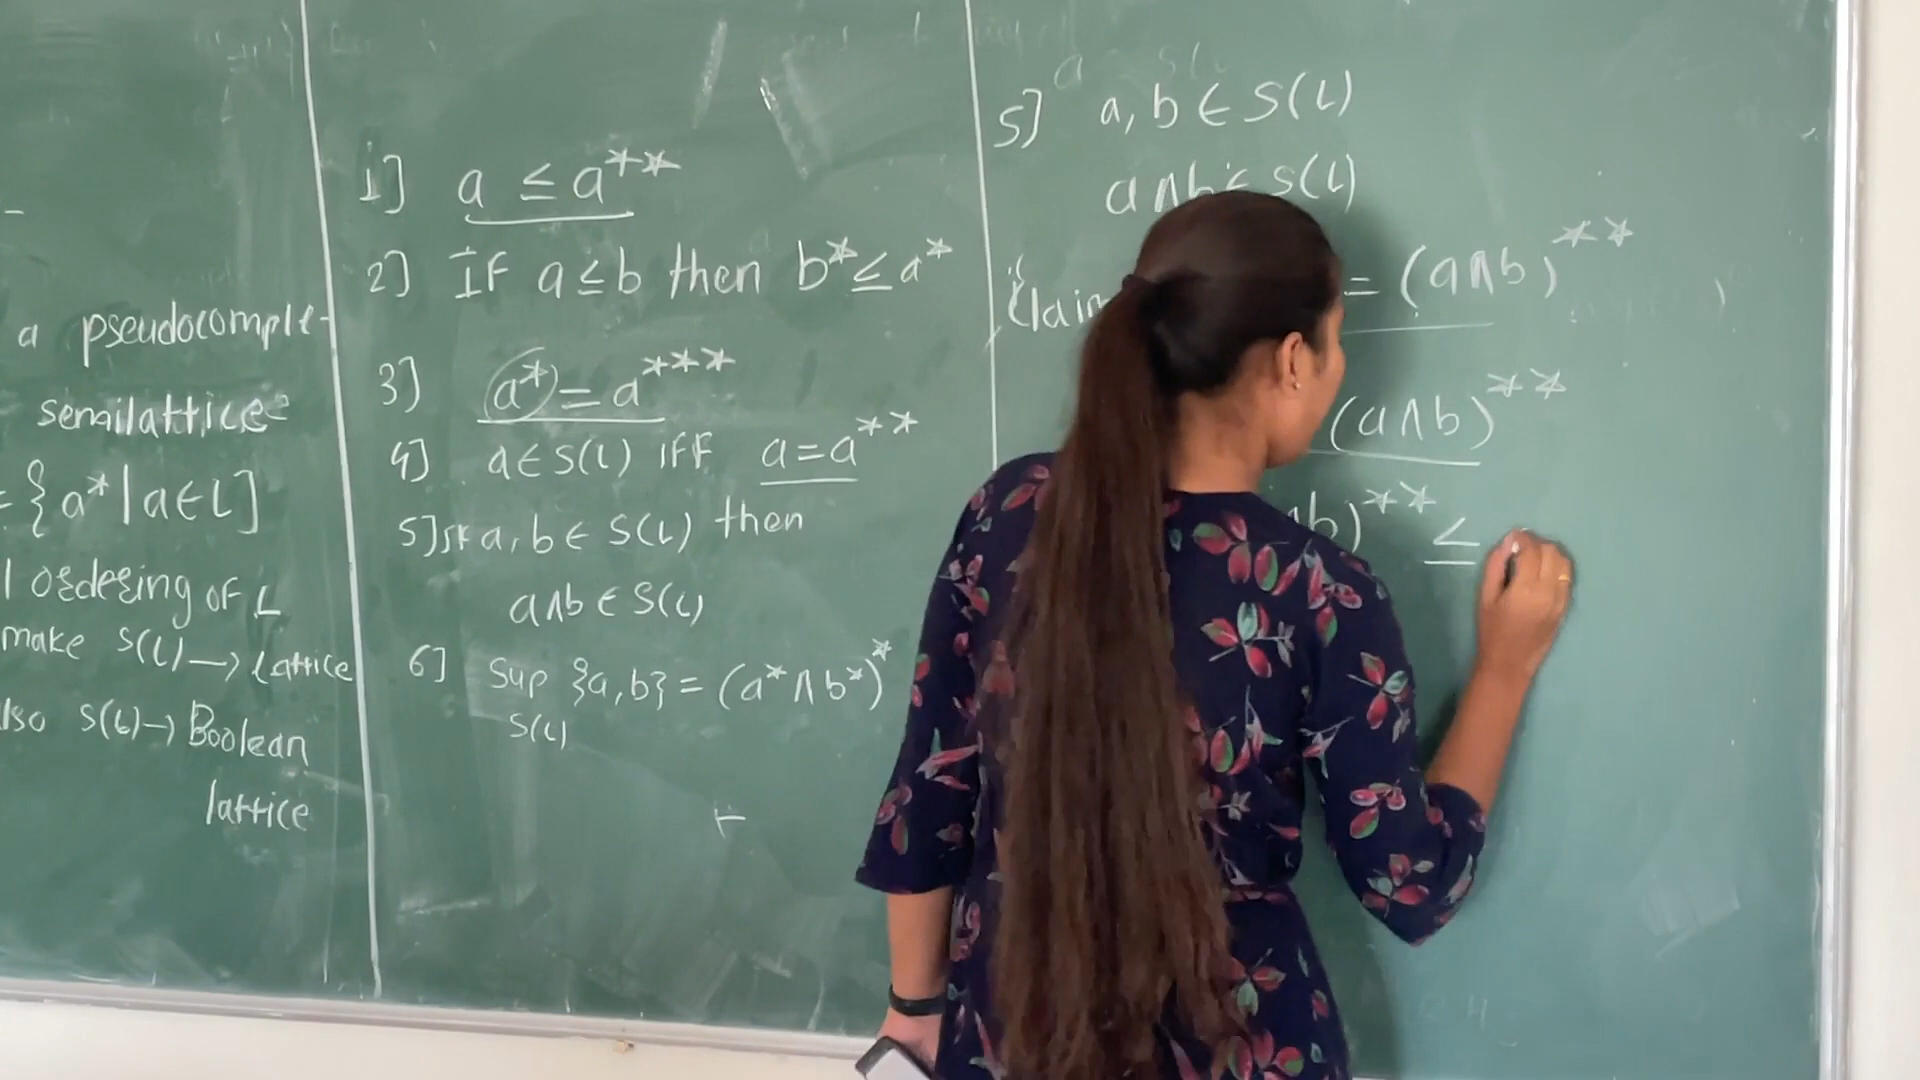 a pseudocomple-
semilattice
= {a* | a ∈ L}
l ordering of L
make S(L) → lattice
lso S(L) → Boolean
lattice
1] a ≤ a**
2] IF a ≤ b then b* ≤ a*
3] a* = a***
4] a ∈ S(L) IFF a = a**
5] If a, b ∈ S(L) then
a ∧ b ∈ S(L)
6] Sup {a, b} = (a* ∧ b*)*
S(L)
5] a, b ∈ S(L)
a ∧ b ∈ S(L)
= (a ∧ b)**
(a ∧ b)**
b)** ≤